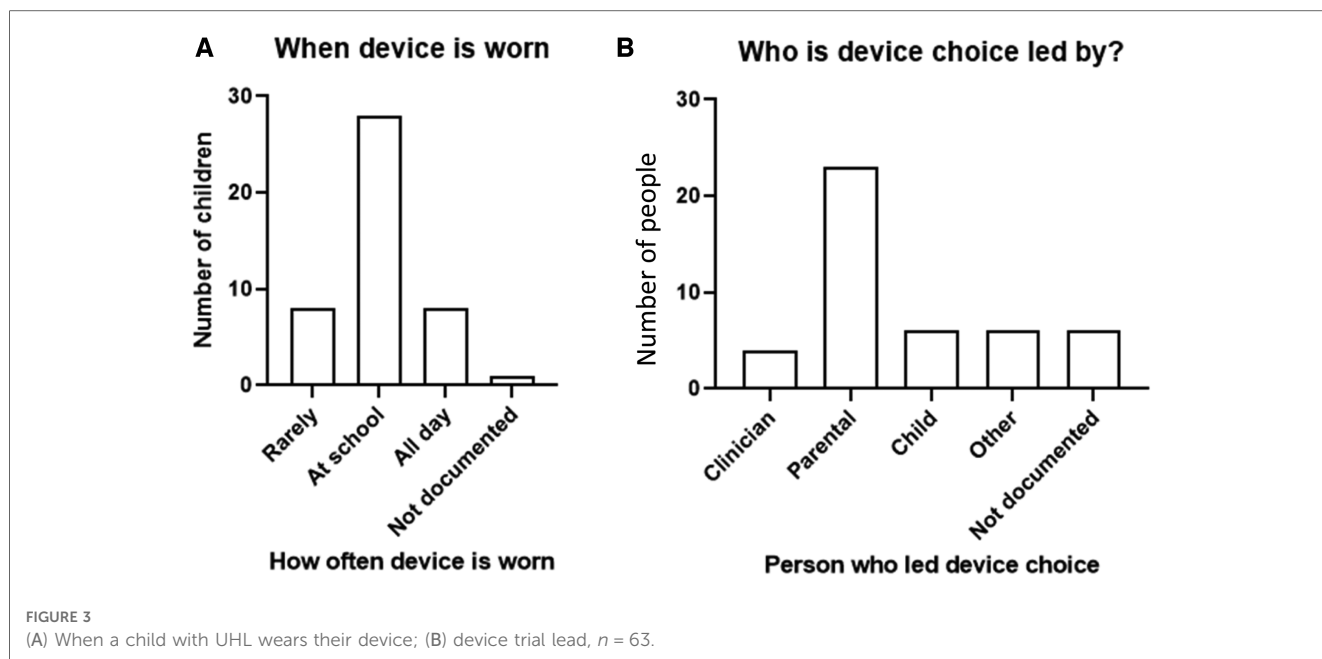 A
When device is worn
Number of children
30
20
10
0
Rarely
At school
All day
Not documented
How often device is worn
B
Who is device choice led by?
Number of people
30
20
10
0
Clinician
Parental
Child
Other
Not documented
Person who led device choice
FIGURE 3
(A) When a child with UHL wears their device; (B) device trial lead, n = 63.